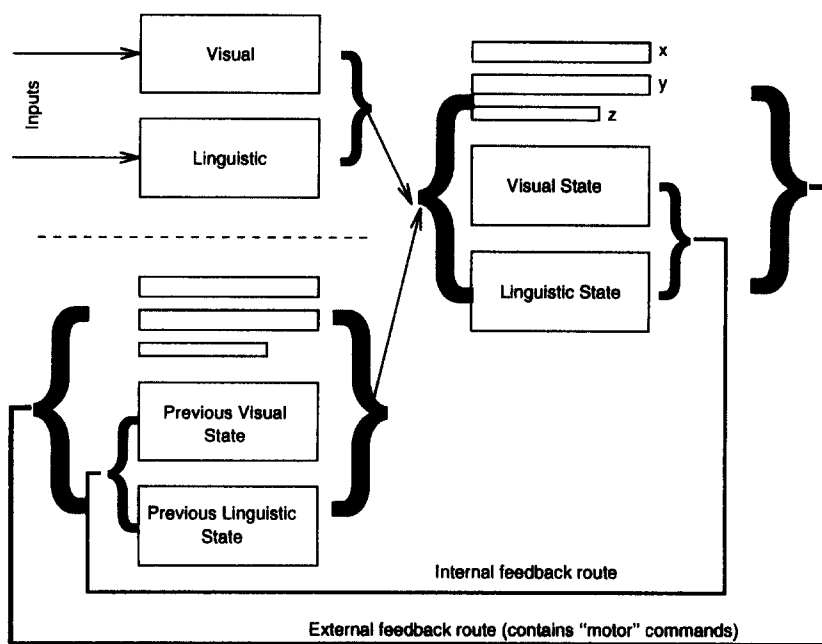 Inputs
Visual
Linguistic
x
y
z
Visual State
Linguistic State
Previous Visual
State
Previous Linguistic
State
Internal feedback route
External feedback route (contains "motor" commands)